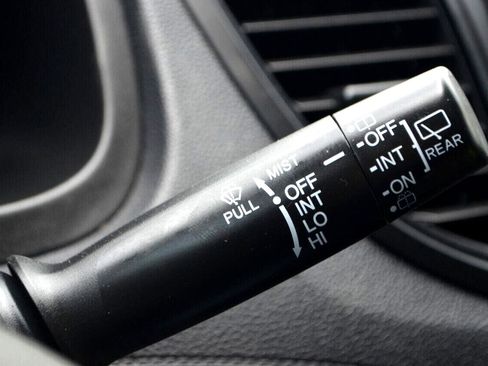 MIST
OFF
INT
LO
HI
PULL
OFF
INT
ON
REAR